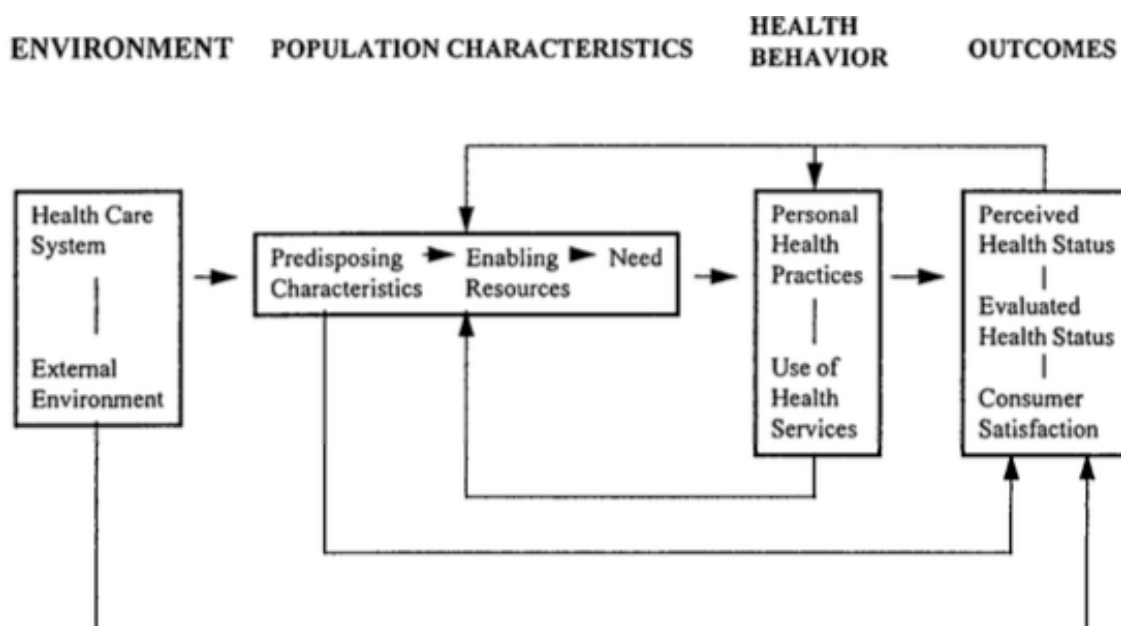 ENVIRONMENT
POPULATION CHARACTERISTICS
HEALTH
BEHAVIOR
OUTCOMES
Health Care
System
External
Environment
Predisposing
Characteristics
Enabling
Resources
Need
Personal
Health
Practices
Use of
Health
Services
Perceived
Health Status
Evaluated
Health Status
Consumer
Satisfaction